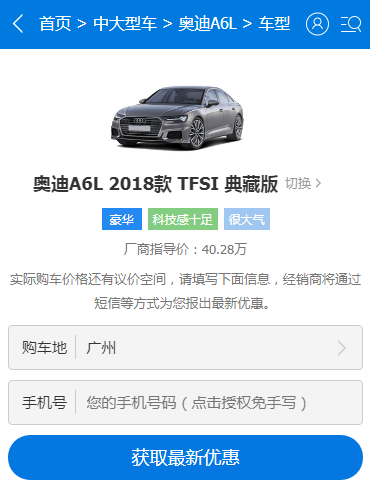 首页 > 中大型车 > 奥迪A6L > 车型
奥迪A6L 2018款 TFSI 典藏版 切换
豪华 科技感十足 很大气
厂商指导价：40.28万
实际购车价格还有议价空间，请填写下面信息，经销商将通过
短信等方式为您报出最新优惠。
购车地 广州
手机号 您的手机号码（点击授权免手写）
获取最新优惠